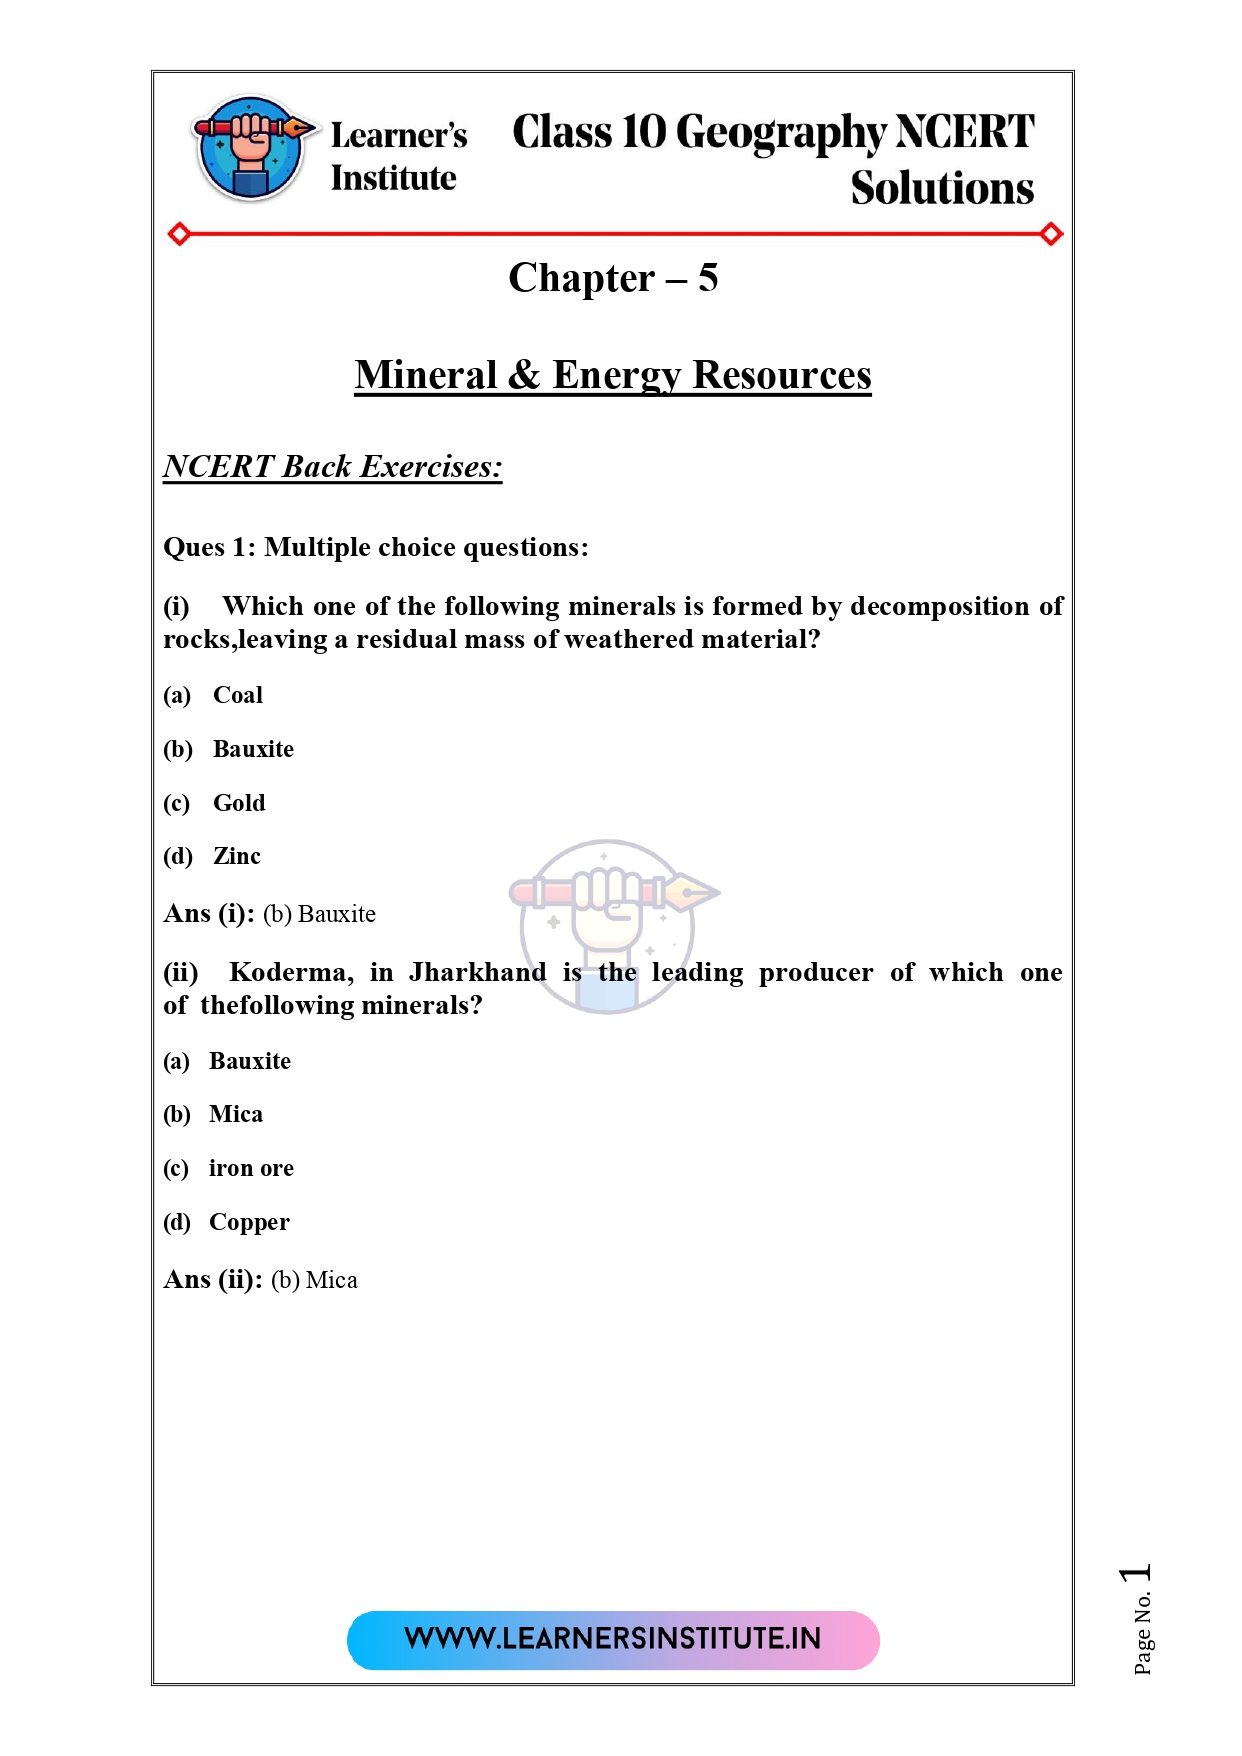 Learner's
Institute
Class 10 Geography NCERT
Solutions
Chapter – 5
Mineral & Energy Resources
NCERT Back Exercises:
Ques 1: Multiple choice questions:
(i) Which one of the following minerals is formed by decomposition of
rocks,leaving a residual mass of weathered material?
(a) Coal
(b) Bauxite
(c) Gold
(d) Zinc
Ans (i): (b) Bauxite
(ii) Koderma, in Jharkhand is the leading producer of which one
of thefollowing minerals?
(a) Bauxite
(b) Mica
(c) iron ore
(d) Copper
Ans (ii): (b) Mica
WWW.LEARNERSINSTITUTE.IN
Page No. 1